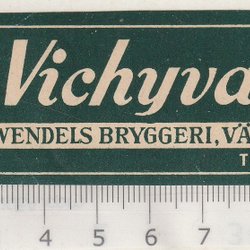 Vichyva
WENDELS BRYGGERI, VÄ
T
4 5 6 7